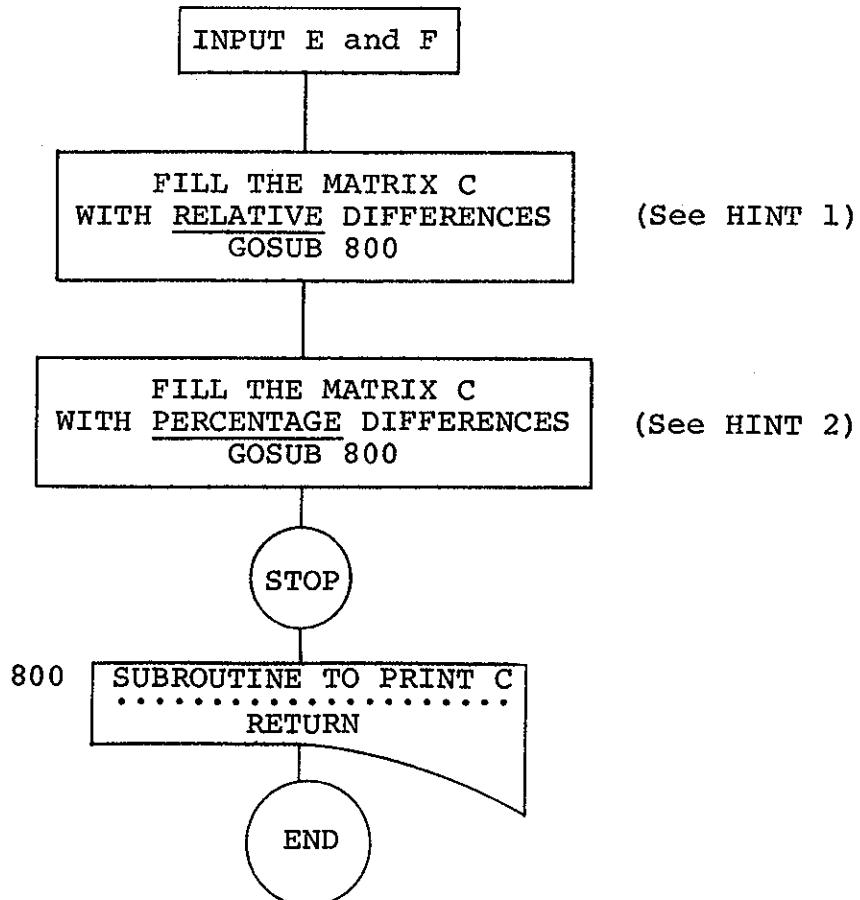 INPUT E and F
FILL THE MATRIX C
WITH RELATIVE DIFFERENCES (See HINT 1)
GOSUB 800
FILL THE MATRIX C
WITH PERCENTAGE DIFFERENCES (See HINT 2)
GOSUB 800
STOP
800 SUBROUTINE TO PRINT C
RETURN
END